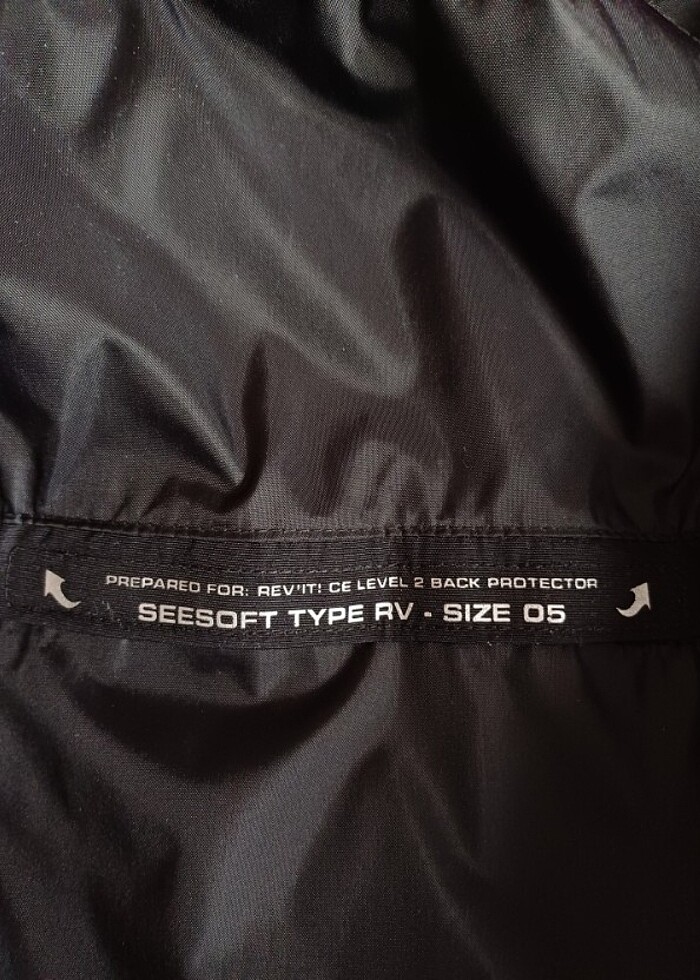 PREPARED FOR: REV'IT! CE LEVEL 2 BACK PROTECTOR
SEESOFT TYPE RV - SIZE 05